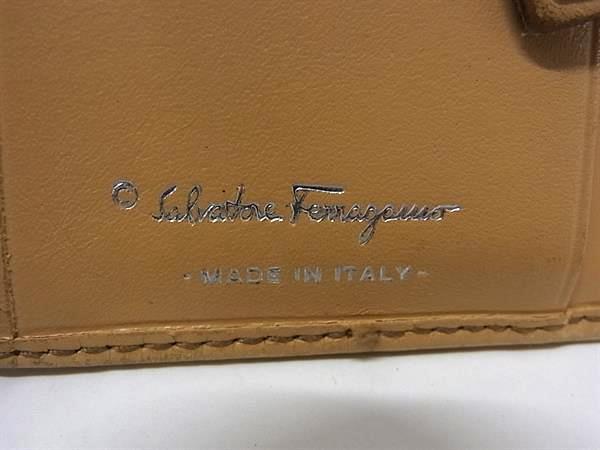 © Salvatore Ferragamo
- MADE IN ITALY -